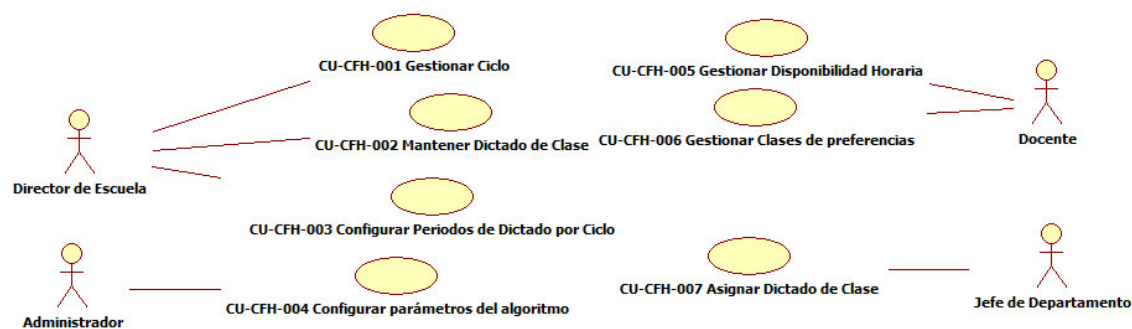 CU-CFH-001 Gestionar Ciclo
CU-CFH-005 Gestionar Disponibilidad Horaria
CU-CFH-002 Mantener Dictado de Clase
CU-CFH-006 Gestionar Clases de preferencias
Docente
Director de Escuela
CU-CFH-003 Configurar Periodos de Dictado por Ciclo
CU-CFH-007 Asignar Dictado de Clase
CU-CFH-004 Configurar parámetros del algoritmo
Jefe de Departamento
Administrador